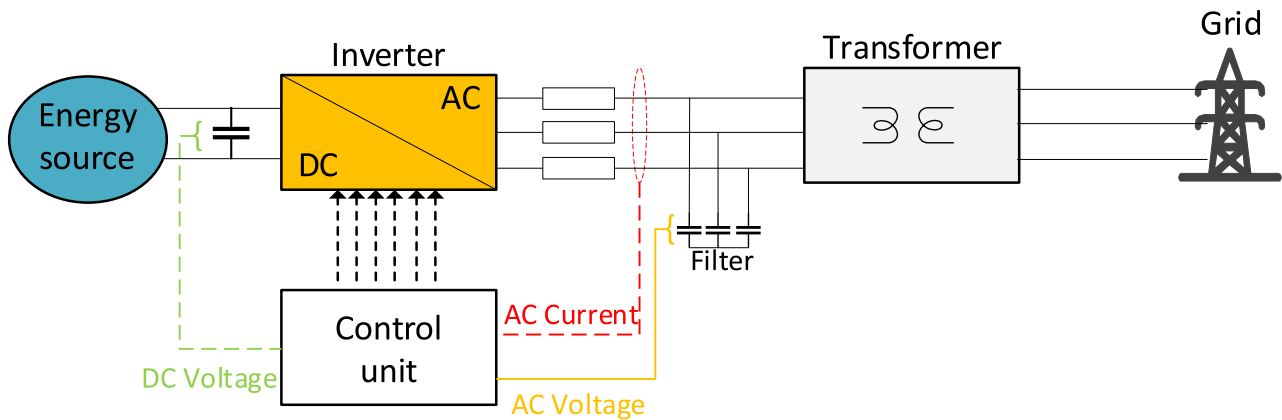 Grid
Inverter
Transformer
Energy
source
AC
DC
Filter
Control
unit
AC Current
DC Voltage
AC Voltage